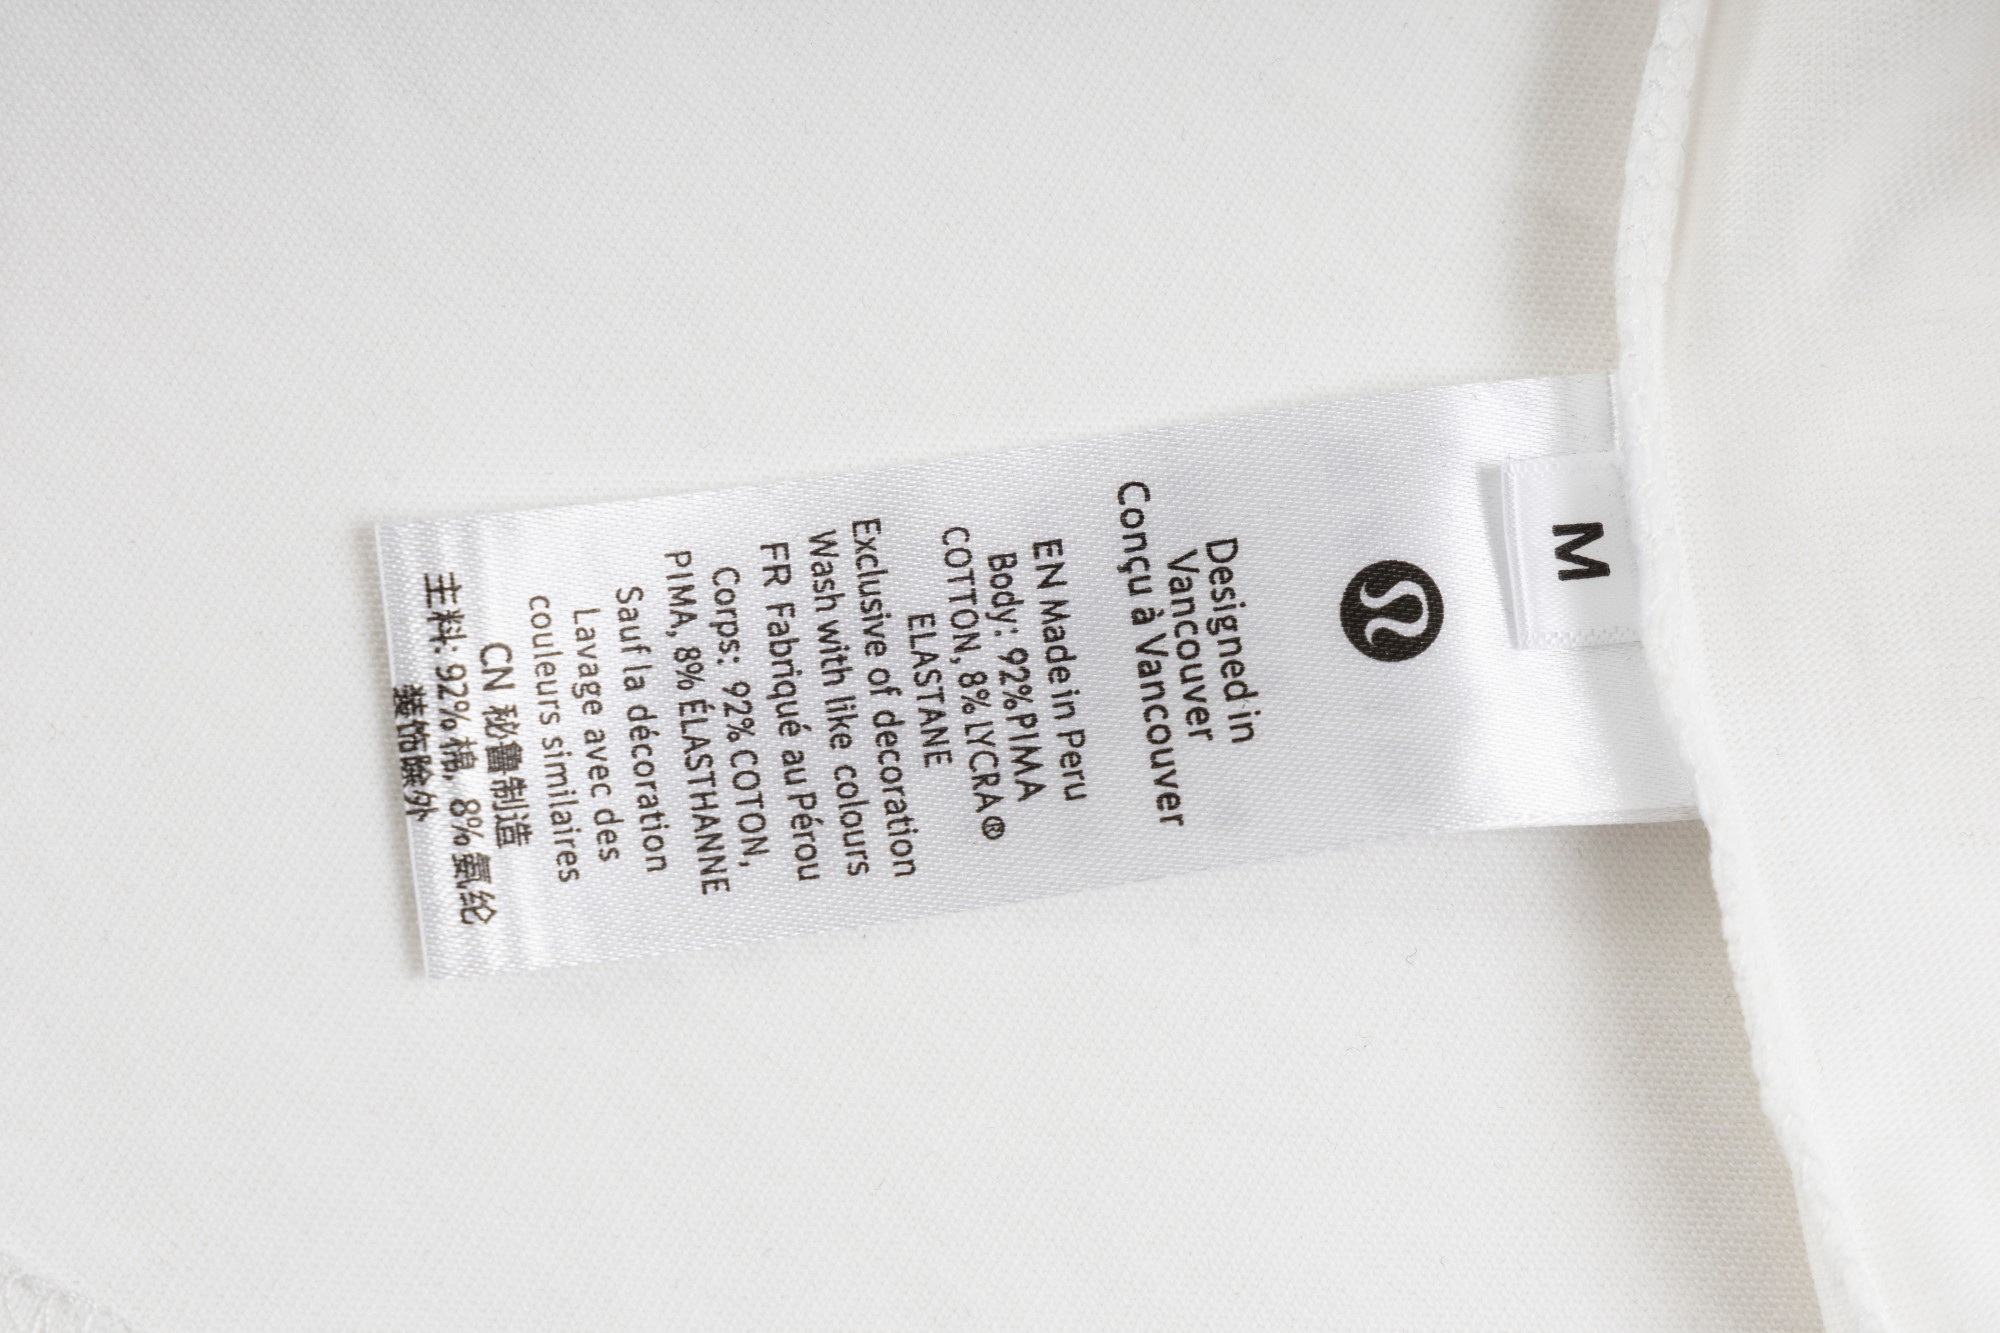 M
Designed in
Vancouver
Conçu à Vancouver
EN Made in Peru
Body: 92%PIMA
COTTON, 8%LYCRA®
ELASTANE
Exclusive of decoration
Wash with like colours
FR Fabriqué au Pérou
Corps: 92%COTON,
PIMA, 8% ÉLASTHANNE
Sauf la décoration
Lavage avec des
couleurs similaires
CN 秘鲁制造
主料: 92%棉, 8%氨纶
装饰除外